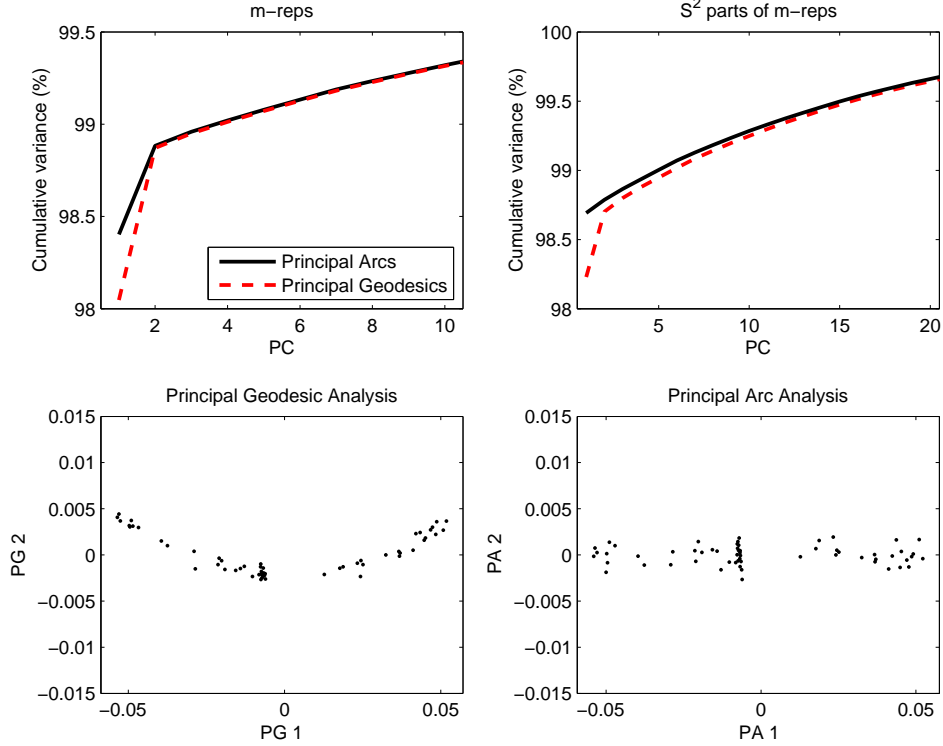 m−reps
99.5
99
98.5
98
Cumulative variance (%)
2
4
6
8
10
PC
Principal Arcs
Principal Geodesics
S² parts of m−reps
100
99.5
99
98.5
98
Cumulative variance (%)
5
10
15
20
PC
Principal Geodesic Analysis
0.015
0.01
0.005
0
−0.005
−0.01
−0.015
PG 2
−0.05
0
0.05
PG 1
Principal Arc Analysis
0.015
0.01
0.005
0
−0.005
−0.01
−0.015
PA 2
−0.05
0
0.05
PA 1